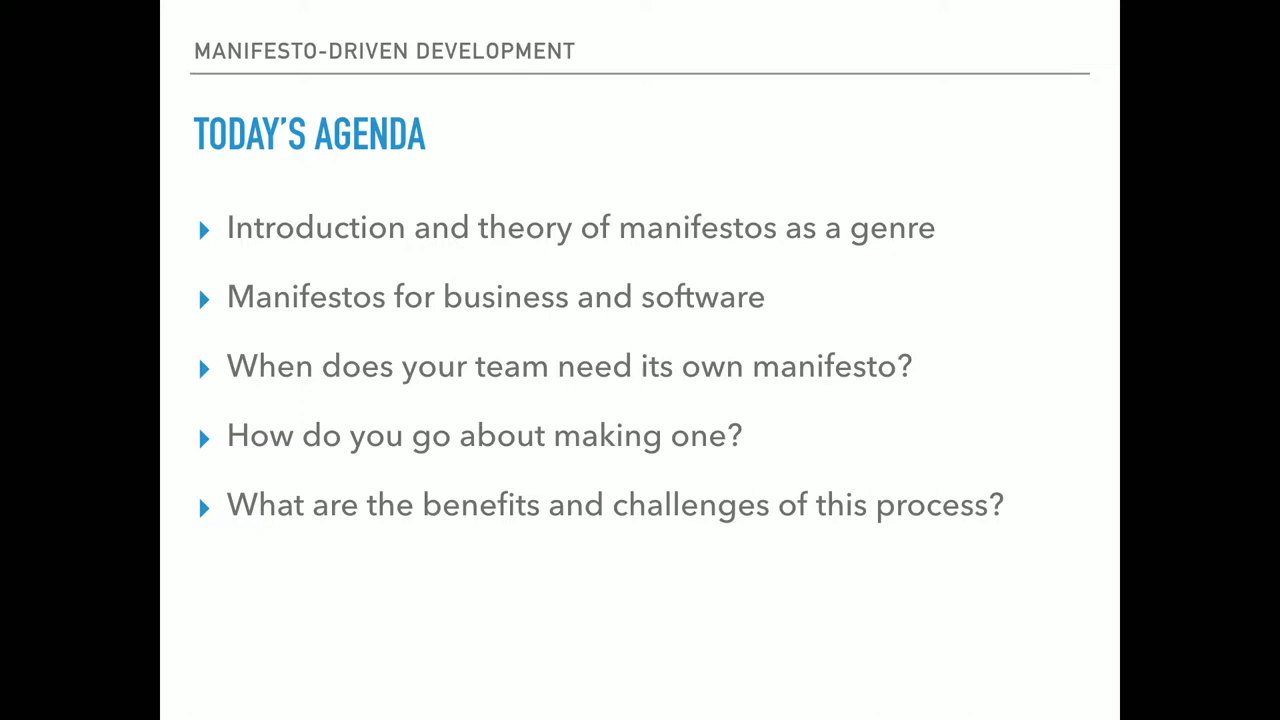 MANIFESTO-DRIVEN DEVELOPMENT
TODAY’S AGENDA
Introduction and theory of manifestos as a genre
Manifestos for business and software
When does your team need its own manifesto?
How do you go about making one?
What are the benefits and challenges of this process?